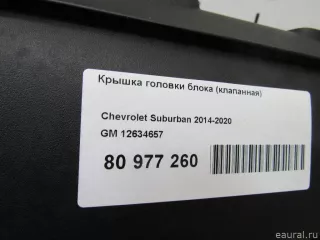 Крышка головки блока (клапанная)
Chevrolet Suburban 2014-2020
GM 12634657
80 977 260
eaural.ru